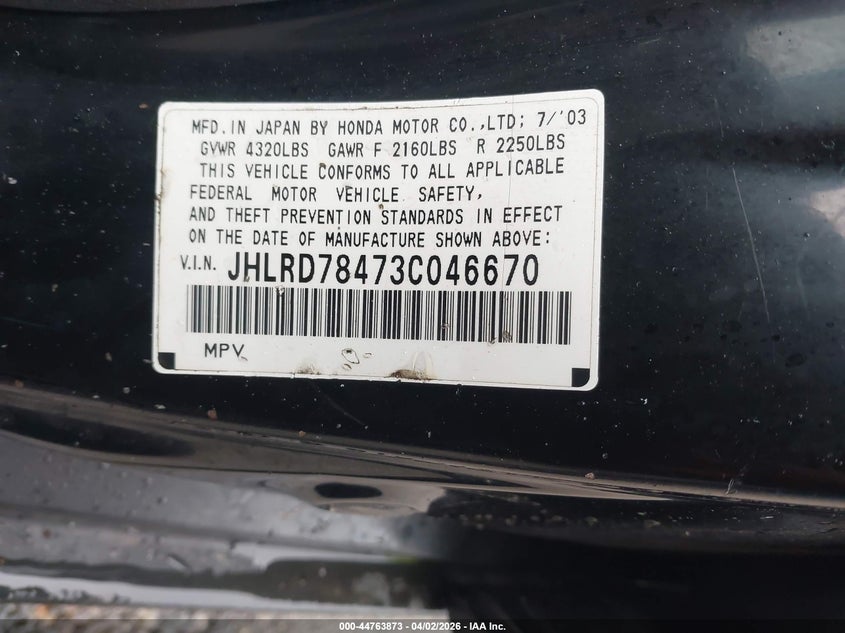 MFD. IN JAPAN BY HONDA MOTOR CO.,LTD; 7/'03
GVWR 4320LBS GAWR F 2160LBS R 2250LBS
THIS VEHICLE CONFORMS TO ALL APPLICABLE
FEDERAL MOTOR VEHICLE SAFETY,
AND THEFT PREVENTION STANDARDS IN EFFECT
ON THE DATE OF MANUFACTURE SHOWN ABOVE:
V.I.N. JHLRD78473C046670
MPV
000-44763873 04/02/2026 - IAA Inc.